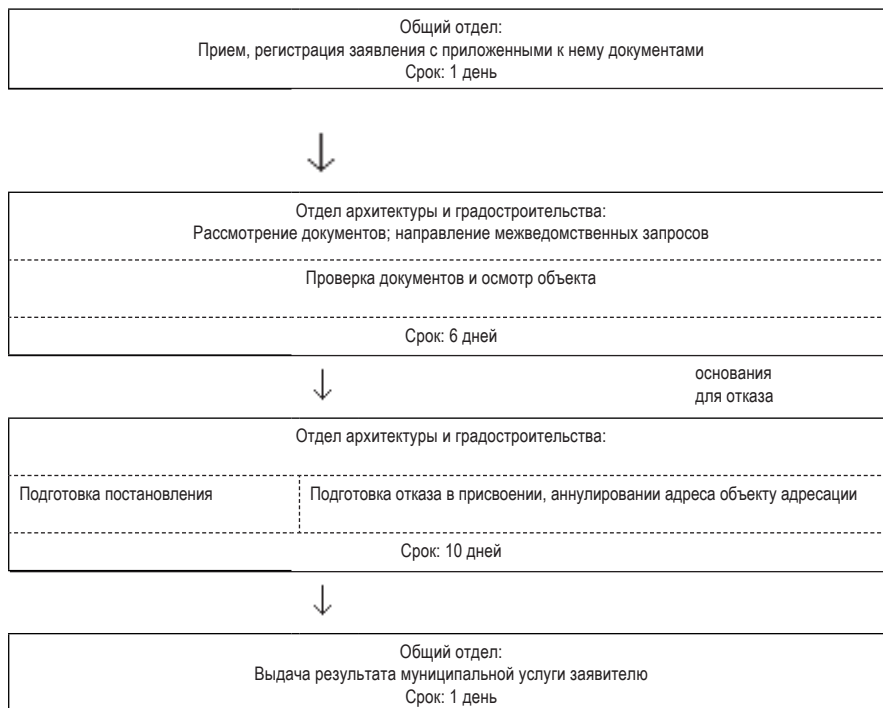 Общий отдел:
Прием, регистрация заявления с приложенными к нему документами
Срок: 1 день
Отдел архитектуры и градостроительства:
Рассмотрение документов; направление межведомственных запросов
Проверка документов и осмотр объекта
Срок: 6 дней
основания
для отказа
Отдел архитектуры и градостроительства:
Подготовка постановления
Подготовка отказа в присвоении, аннулировании адреса объекту адресации
Срок: 10 дней
Общий отдел:
Выдача результата муниципальной услуги заявителю
Срок: 1 день